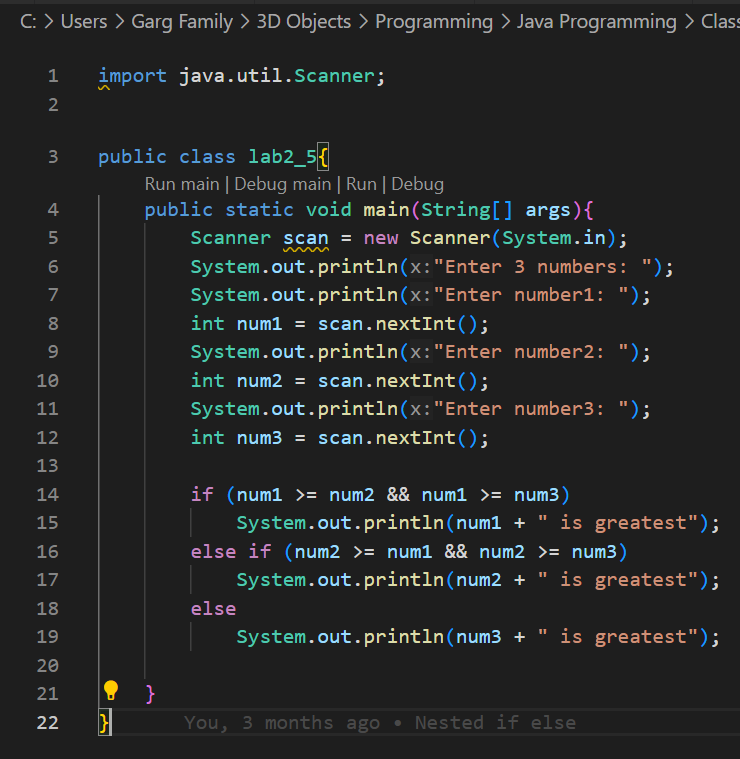 C: > Users > Garg Family > 3D Objects > Programming > Java Programming > Class
1 import java.util.Scanner;
2
3 public class lab2_5{
Run main | Debug main | Run | Debug
4 public static void main(String[] args){
5 Scanner scan = new Scanner(System.in);
6 System.out.println(x:"Enter 3 numbers: ");
7 System.out.println(x:"Enter number1: ");
8 int num1 = scan.nextInt();
9 System.out.println(x:"Enter number2: ");
10 int num2 = scan.nextInt();
11 System.out.println(x:"Enter number3: ");
12 int num3 = scan.nextInt();
13
14 if (num1 >= num2 && num1 >= num3)
15 System.out.println(num1 + " is greatest");
16 else if (num2 >= num1 && num2 >= num3)
17 System.out.println(num2 + " is greatest");
18 else
19 System.out.println(num3 + " is greatest");
20
21 }
22 } You, 3 months ago • Nested if else